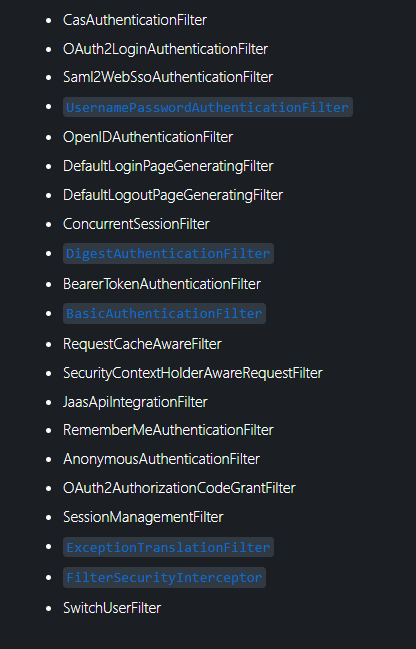 CasAuthenticationFilter
OAuth2LoginAuthenticationFilter
Saml2WebSsoAuthenticationFilter
UsernamePasswordAuthenticationFilter
OpenIDAuthenticationFilter
DefaultLoginPageGeneratingFilter
DefaultLogoutPageGeneratingFilter
ConcurrentSessionFilter
DigestAuthenticationFilter
BearerTokenAuthenticationFilter
BasicAuthenticationFilter
RequestCacheAwareFilter
SecurityContextHolderAwareRequestFilter
JaasApiIntegrationFilter
RememberMeAuthenticationFilter
AnonymousAuthenticationFilter
OAuth2AuthorizationCodeGrantFilter
SessionManagementFilter
ExceptionTranslationFilter
FilterSecurityInterceptor
SwitchUserFilter